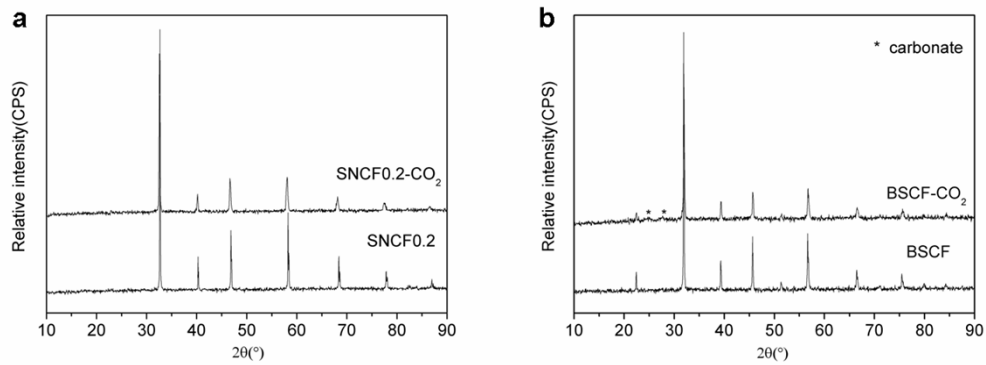 a
Relative intensity(CPS)
SNCF0.2-CO₂
SNCF0.2
10 20 30 40 50 60 70 80 90
2θ(°)
b
Relative intensity(CPS)
* carbonate
* *
BSCF-CO₂
BSCF
10 20 30 40 50 60 70 80 90
2θ(°)